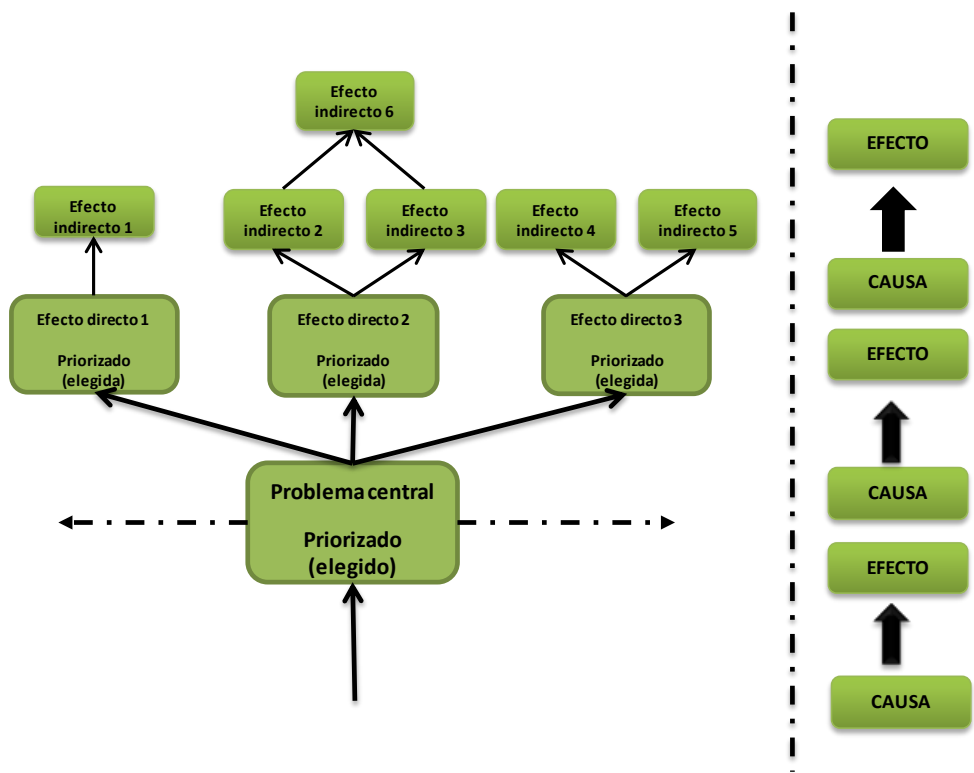 Efecto
indirecto 6
Efecto
indirecto 1
Efecto
indirecto 2
Efecto
indirecto 3
Efecto
indirecto 4
Efecto
indirecto 5
Efecto directo 1
Priorizado
(elegida)
Efecto directo 2
Priorizado
(elegida)
Efecto directo 3
Priorizado
(elegida)
Problema central
Priorizado
(elegido)
EFECTO
CAUSA
EFECTO
CAUSA
EFECTO
CAUSA